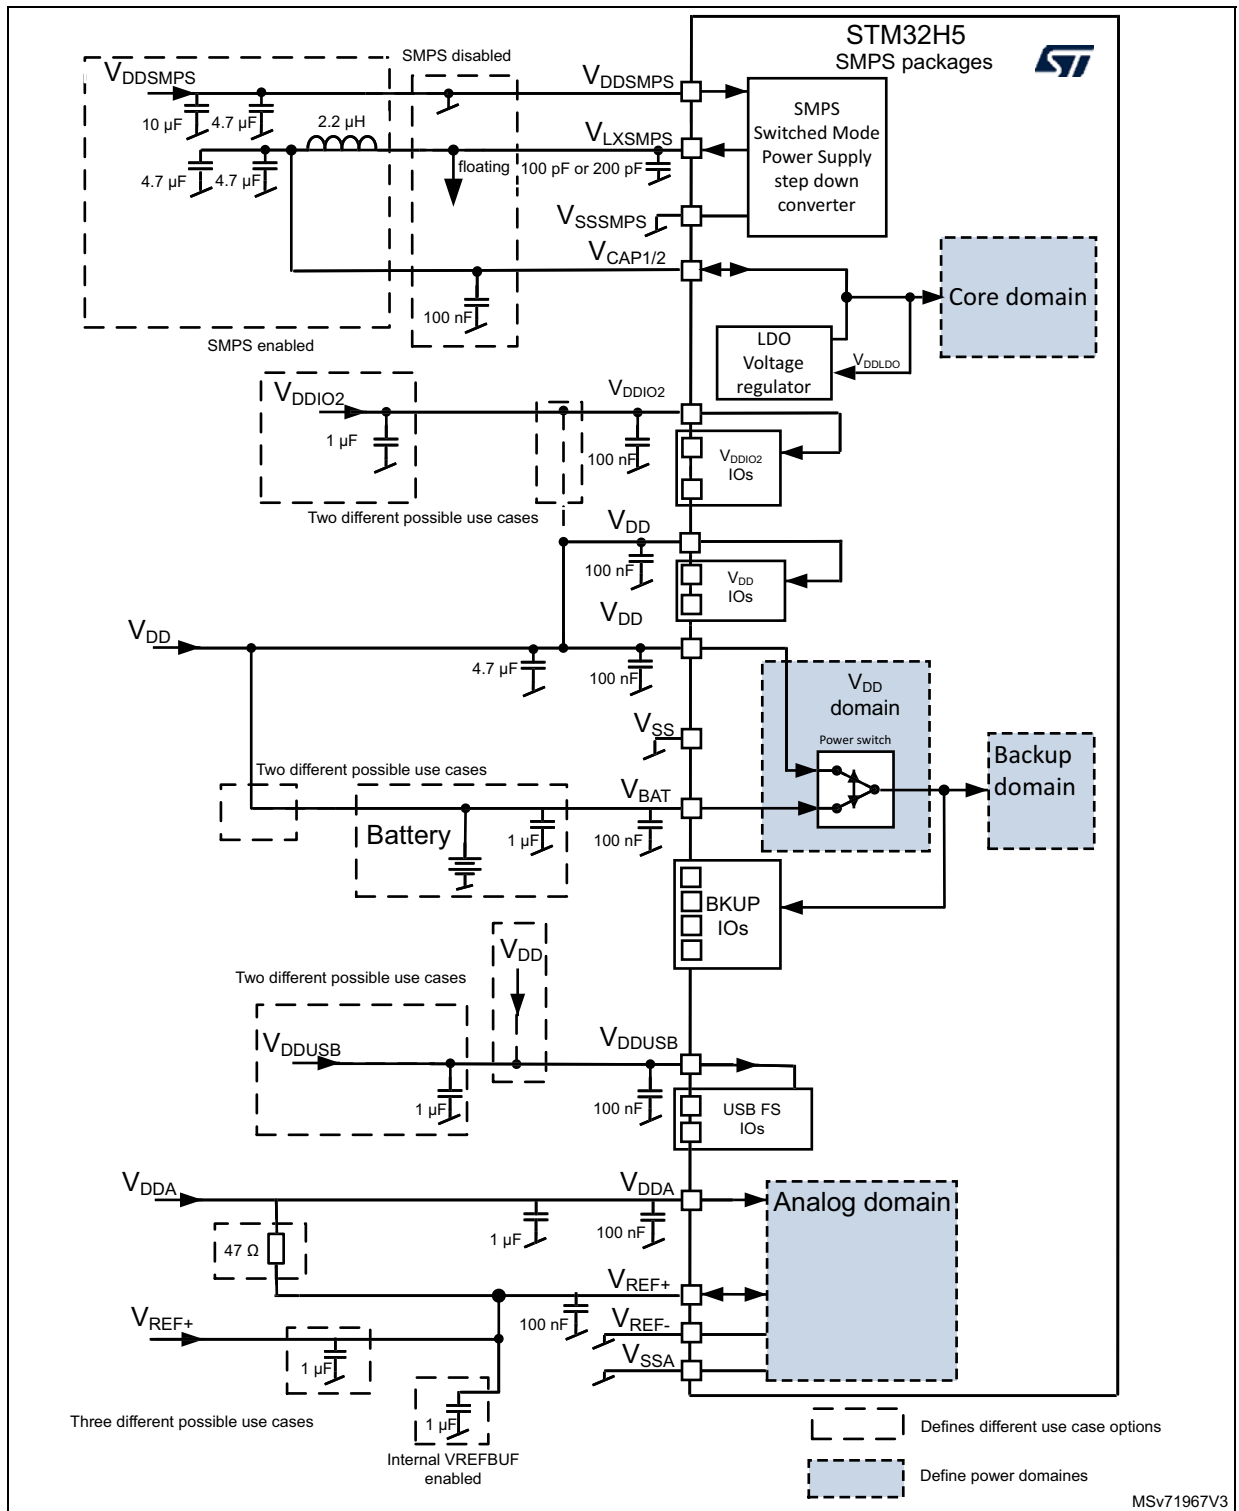 STM32H5
SMPS packages
ST
SMPS disabled
VDDSMPS
VDDSMPS
10 µF
4.7 µF
2.2 µH
SMPS
Switched Mode
Power Supply
step down
converter
VLXSMPS
4.7 µF
4.7 µF
floating
100 pF or 200 pF
VSSSMPS
VCAP1/2
100 nF
SMPS enabled
Core domain
LDO
Voltage
regulator
VDDLDO
VDDIO2
VDDIO2
1 µF
100 nF
VDDIO2
IOs
Two different possible use cases
VDD
100 nF
VDD
IOs
VDD
VDD
4.7 µF
100 nF
VDD
domain
Power switch
VSS
Backup
domain
Two different possible use cases
VBAT
Battery
1 µF
100 nF
BKUP
IOs
VDD
Two different possible use cases
VDDUSB
VDDUSB
1 µF
100 nF
USB FS
IOs
VDDA
VDDA
1 µF
100 nF
Analog domain
47 Ω
VREF+
VREF+
100 nF
VREF-
1 µF
VSSA
Three different possible use cases
1 µF
Internal VREFBUF
enabled
Defines different use case options
Define power domaines
MSv71967V3